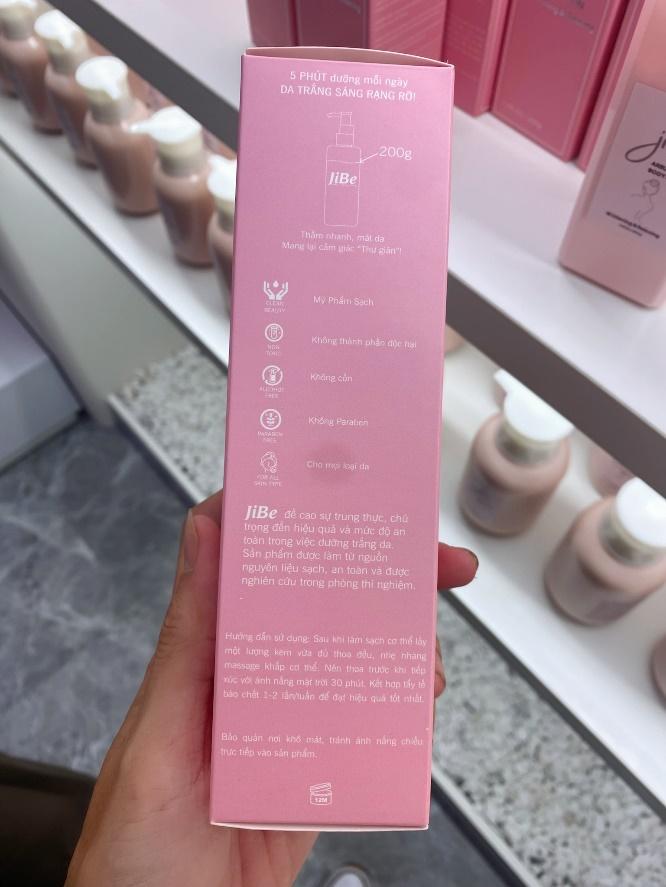 5 PHÚT dưỡng mỗi ngày
DA TRẮNG SÁNG RẠNG RỠ!
200g
JiBe
Thấm nhanh, mát da
Mang lại cảm giác "Thư giãn"!
CLEAN
BEAUTY
Mỹ Phẩm Sạch
NON
TOXIC
Không thành phần độc hại
ALCOHOL
FREE
Không cồn
PARABEN
FREE
Không Paraben
FOR ALL
SKIN TYPE
Cho mọi loại da
JiBe đề cao sự trung thực, chú
trọng đến hiệu quả và mức độ an
toàn trong việc dưỡng trắng da.
Sản phẩm được làm từ nguồn
nguyên liệu sạch, an toàn và được
nghiên cứu trong phòng thí nghiệm.
Hướng dẫn sử dụng: Sau khi làm sạch cơ thể lấy
một lượng kem vừa đủ thoa đều, nhẹ nhàng
massage khắp cơ thể. Nên thoa trước khi tiếp
xúc với ánh nắng mặt trời 30 phút. Kết hợp tẩy tế
bào chết 1-2 lần/tuần để đạt hiệu quả tốt nhất.
Bảo quản nơi khô mát, tránh ánh nắng chiếu
trực tiếp vào sản phẩm.
12M
BODY